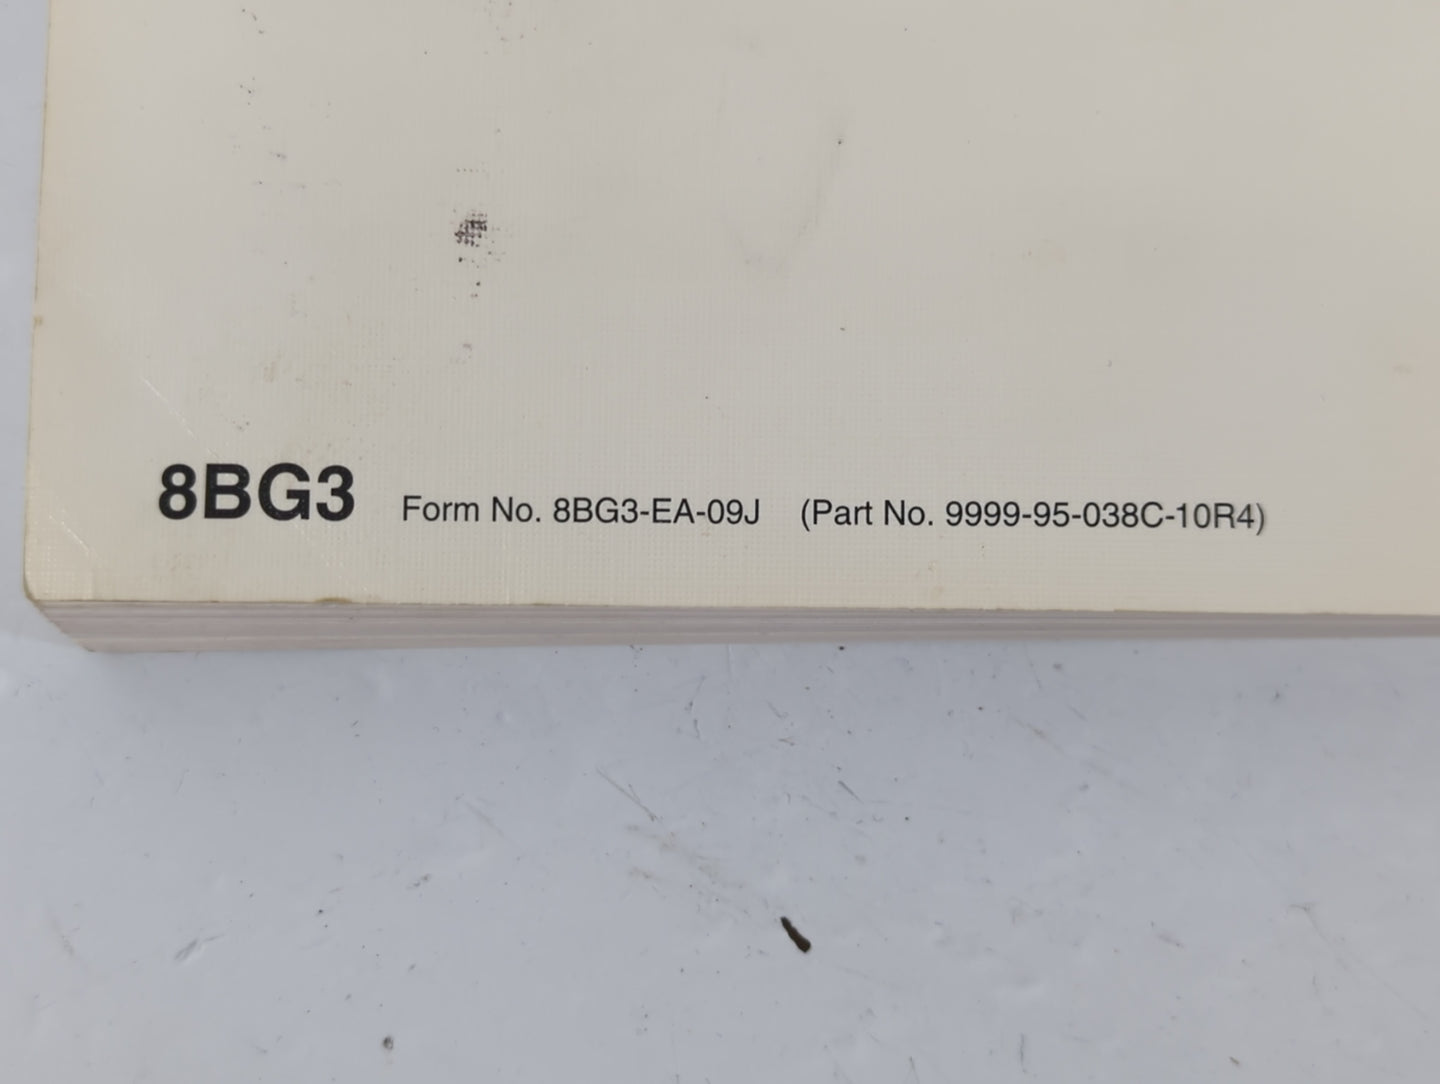 8BG3 Form No. 8BG3-EA-09J (Part No. 9999-95-038C-10R4)